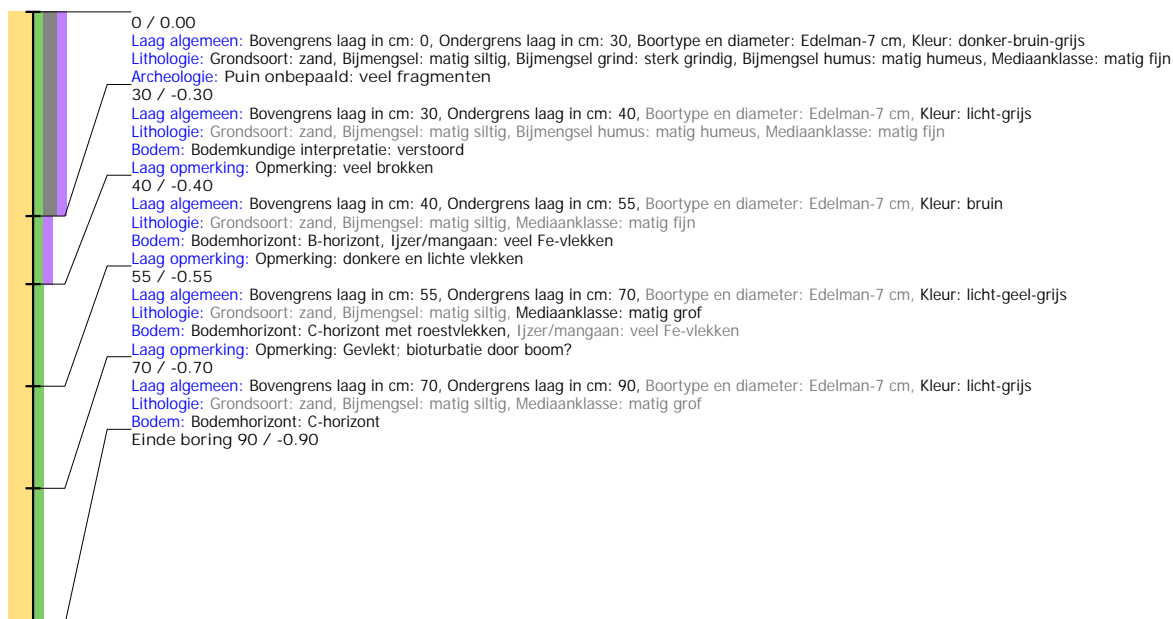 0 / 0.00
Laag algemeen: Bovengrens laag in cm: 0, Ondergrens laag in cm: 30, Boortype en diameter: Edelman-7 cm, Kleur: donker-bruin-grijs
Lithologie: Grondsoort: zand, Bijmengsel: matig siltig, Bijmengsel grind: sterk grindig, Bijmengsel humus: matig humeus, Mediaanklasse: matig fijn
Archeologie: Puin onbepaald: veel fragmenten
30 / -0.30
Laag algemeen: Bovengrens laag in cm: 30, Ondergrens laag in cm: 40, Boortype en diameter: Edelman-7 cm, Kleur: licht-grijs
Lithologie: Grondsoort: zand, Bijmengsel: matig siltig, Bijmengsel humus: matig humeus, Mediaanklasse: matig fijn
Bodem: Bodemkundige interpretatie: verstoord
Laag opmerking: Opmerking: veel brokken
40 / -0.40
Laag algemeen: Bovengrens laag in cm: 40, Ondergrens laag in cm: 55, Boortype en diameter: Edelman-7 cm, Kleur: bruin
Lithologie: Grondsoort: zand, Bijmengsel: matig siltig, Mediaanklasse: matig fijn
Bodem: Bodemhorizont: B-horizont, Ijzer/mangaan: veel Fe-vlekken
Laag opmerking: Opmerking: donkere en lichte vlekken
55 / -0.55
Laag algemeen: Bovengrens laag in cm: 55, Ondergrens laag in cm: 70, Boortype en diameter: Edelman-7 cm, Kleur: licht-geel-grijs
Lithologie: Grondsoort: zand, Bijmengsel: matig siltig, Mediaanklasse: matig grof
Bodem: Bodemhorizont: C-horizont met roestvlekken, Ijzer/mangaan: veel Fe-vlekken
Laag opmerking: Opmerking: Gevlekt; bioturbatie door boom?
70 / -0.70
Laag algemeen: Bovengrens laag in cm: 70, Ondergrens laag in cm: 90, Boortype en diameter: Edelman-7 cm, Kleur: licht-grijs
Lithologie: Grondsoort: zand, Bijmengsel: matig siltig, Mediaanklasse: matig grof
Bodem: Bodemhorizont: C-horizont
Einde boring 90 / -0.90